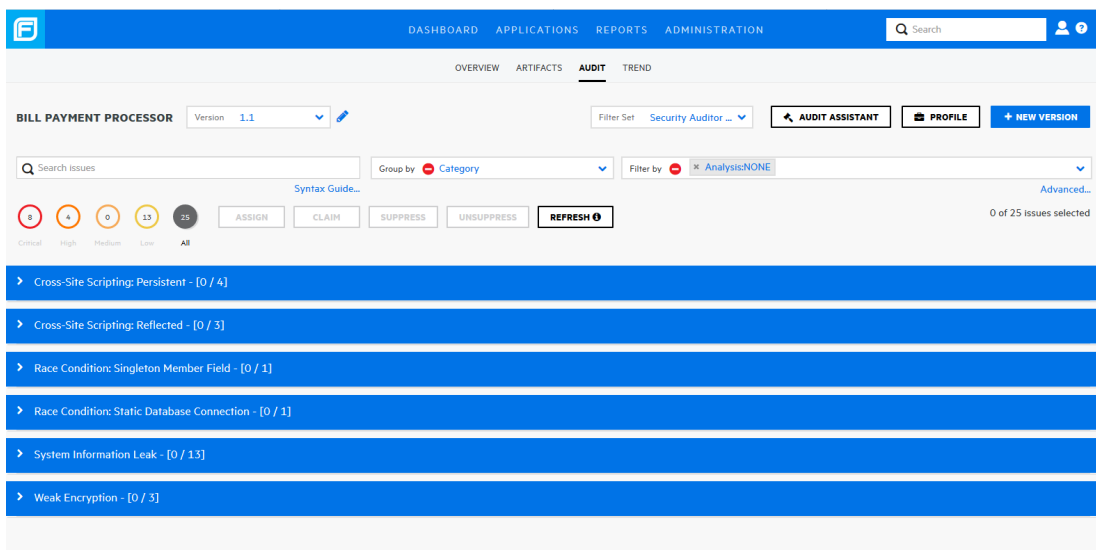 DASHBOARD APPLICATIONS REPORTS ADMINISTRATION Search
OVERVIEW ARTIFACTS AUDIT TREND
BILL PAYMENT PROCESSOR Version 1.1 Filter Set Security Auditor ... AUDIT ASSISTANT PROFILE + NEW VERSION
Search issues Group by Category Filter by × Analysis:NONE
Syntax Guide... Advanced...
8 4 0 13 25 ASSIGN CLAIM SUPPRESS UNSUPPRESS REFRESH 0 of 25 issues selected
Critical High Medium Low All
Cross-Site Scripting: Persistent - [0 / 4]
Cross-Site Scripting: Reflected - [0 / 3]
Race Condition: Singleton Member Field - [0 / 1]
Race Condition: Static Database Connection - [0 / 1]
System Information Leak - [0 / 13]
Weak Encryption - [0 / 3]